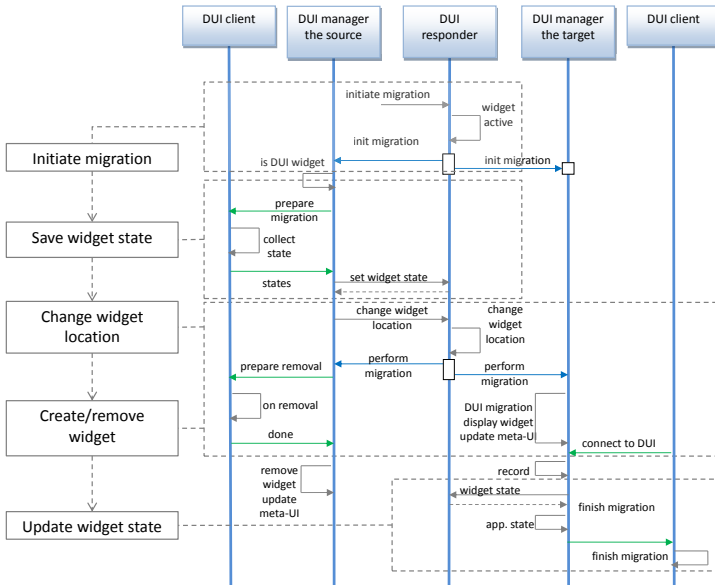 DUI client
DUI manager
the source
DUI
responder
DUI manager
the target
DUI client
initiate migration
widget
active
Initiate migration
init migration
is DUI widget
init migration
prepare
migration
Save widget state
collect
state
states
set widget state
Change widget
location
change widget
location
change
widget
location
prepare removal
perform
migration
perform
migration
Create/remove
widget
on removal
DUI migration
display widget
update meta-UI
done
connect to DUI
remove
widget
update
meta-UI
record
widget state
finish migration
Update widget state
app. state
finish migration